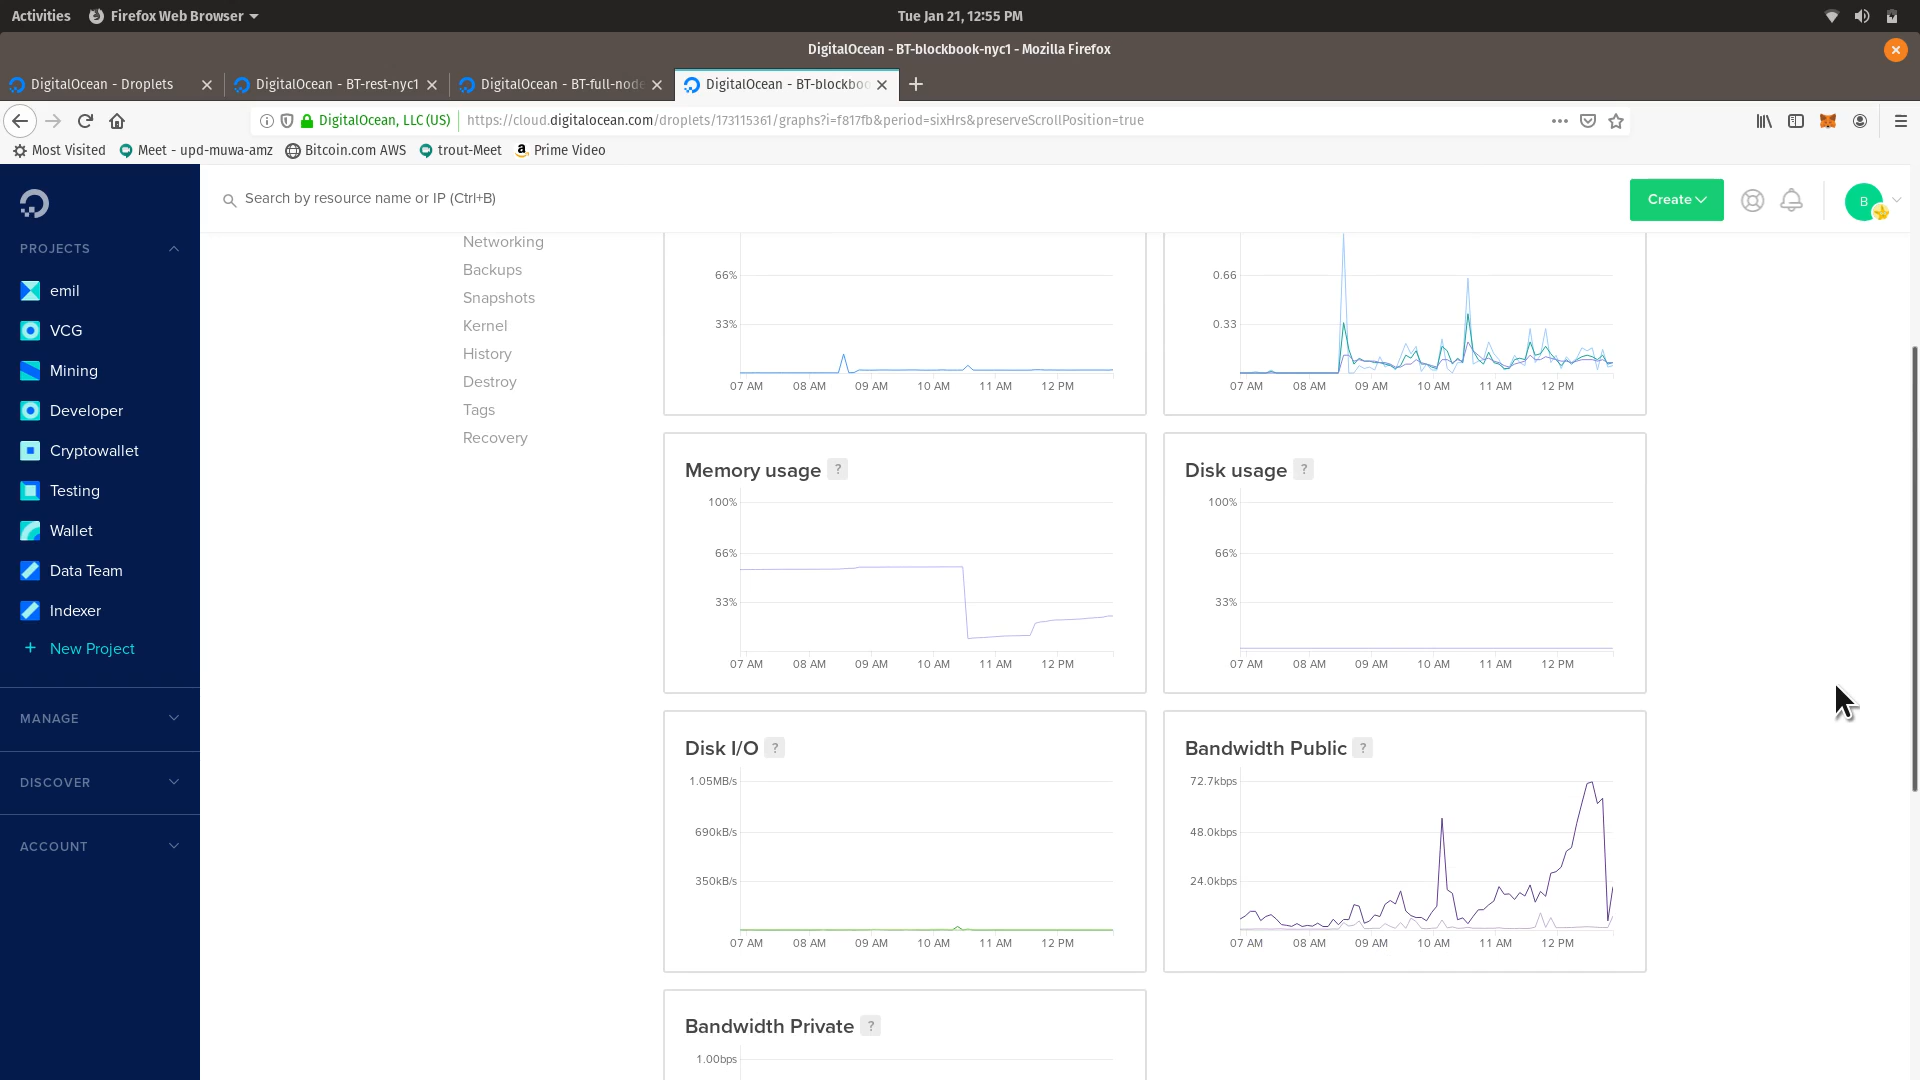 Activities Firefox Web Browser Tue Jan 21, 12:55 PM
DigitalOcean - BT-blockbook-nyc1 - Mozilla Firefox
DigitalOcean - Droplets DigitalOcean - BT-rest-nyc1 DigitalOcean - BT-full-node DigitalOcean - BT-blockboo
DigitalOcean, LLC (US) https://cloud.digitalocean.com/droplets/173115361/graphs?i=f817fb&period=sixHrs&preserveScrollPosition=true
Most Visited Meet - upd-muwa-amz Bitcoin.com AWS trout-Meet Prime Video
Search by resource name or IP (Ctrl+B) Create B
PROJECTS
emil
VCG
Mining
Developer
Cryptowallet
Testing
Wallet
Data Team
Indexer
+ New Project
MANAGE
DISCOVER
ACCOUNT
Networking
Backups
Snapshots
Kernel
History
Destroy
Tags
Recovery
66%
33%
07 AM 08 AM 09 AM 10 AM 11 AM 12 PM
0.66
0.33
07 AM 08 AM 09 AM 10 AM 11 AM 12 PM
Memory usage ?
100%
66%
33%
07 AM 08 AM 09 AM 10 AM 11 AM 12 PM
Disk usage ?
100%
66%
33%
07 AM 08 AM 09 AM 10 AM 11 AM 12 PM
Disk I/O ?
1.05MB/s
690kB/s
350kB/s
07 AM 08 AM 09 AM 10 AM 11 AM 12 PM
Bandwidth Public ?
72.7kbps
48.0kbps
24.0kbps
07 AM 08 AM 09 AM 10 AM 11 AM 12 PM
Bandwidth Private ?
1.00bps